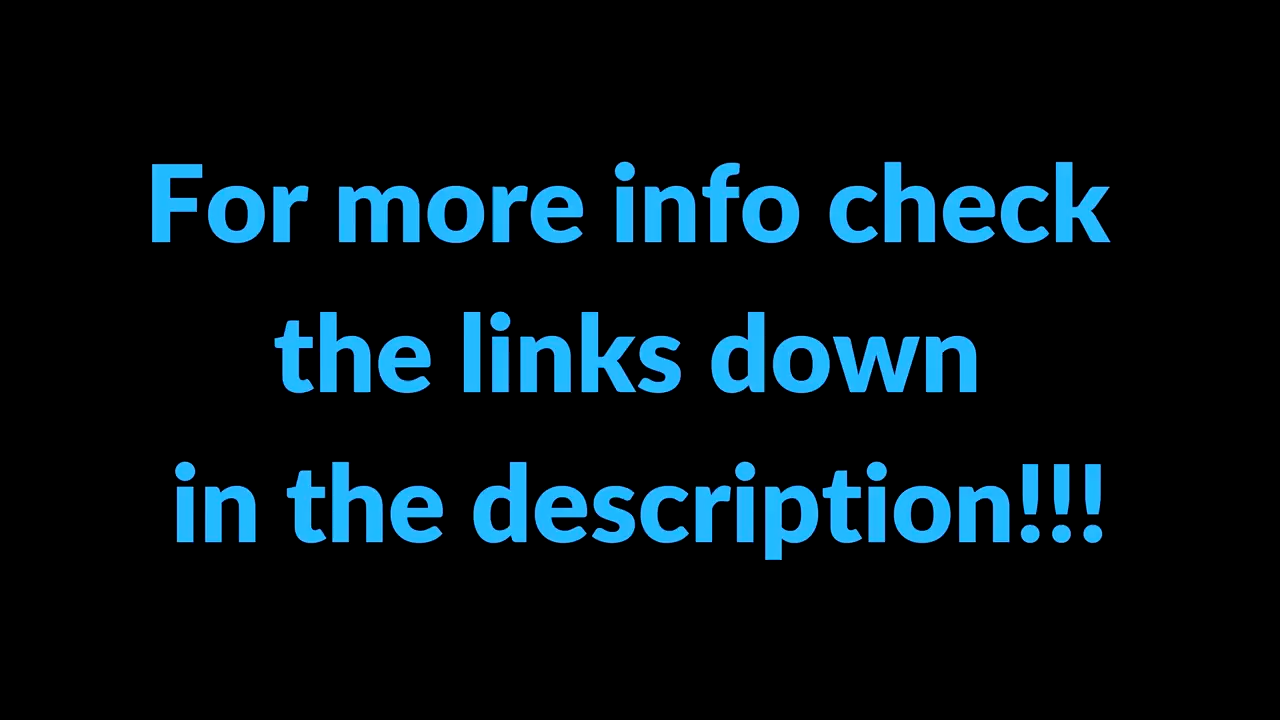 For more info check
the links down
in the description!!!